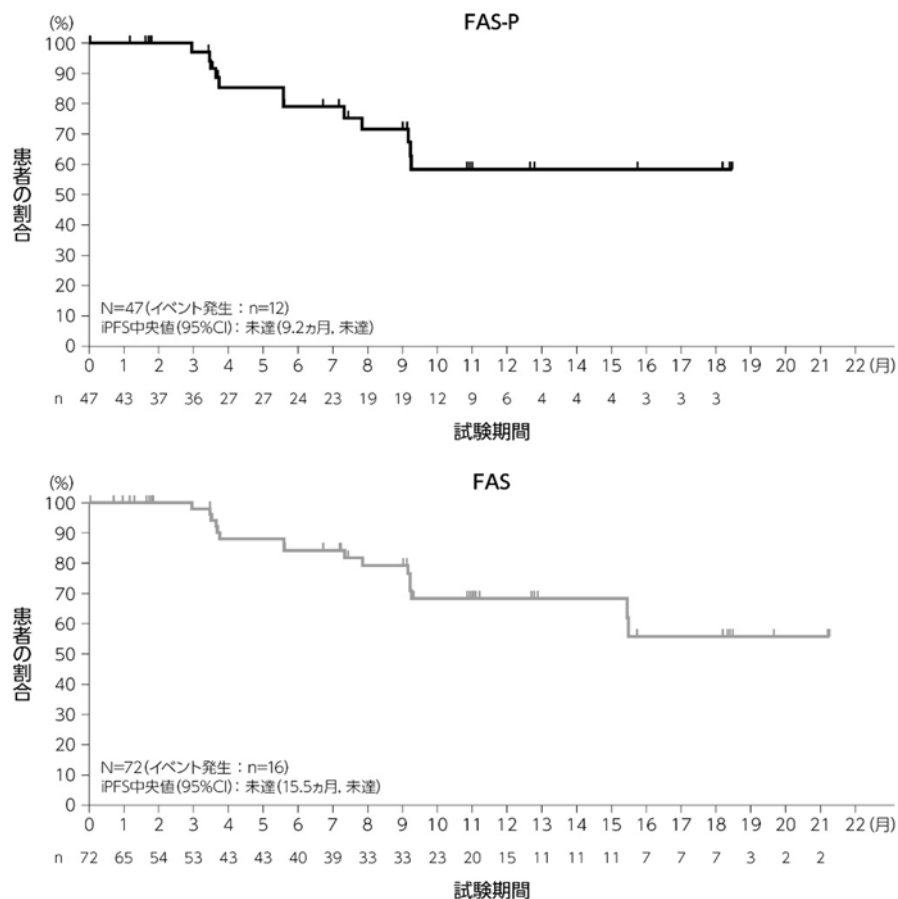 FAS-P
(%)
100
90
80
70
60
50
40
30
20
10
0
患者の割合
N=47(イベント発生：n=12)
iPFS中央値(95%CI)：未達(9.2ヵ月, 未達)
0 1 2 3 4 5 6 7 8 9 10 11 12 13 14 15 16 17 18 19 20 21 22 (月)
n 47 43 37 36 27 27 24 23 19 19 12 9 6 4 4 4 3 3 3
試験期間
FAS
(%)
100
90
80
70
60
50
40
30
20
10
0
患者の割合
N=72(イベント発生：n=16)
iPFS中央値(95%CI)：未達(15.5ヵ月, 未達)
0 1 2 3 4 5 6 7 8 9 10 11 12 13 14 15 16 17 18 19 20 21 22 (月)
n 72 65 54 53 43 43 40 39 33 33 23 20 15 11 11 11 7 7 7 3 2 2
試験期間